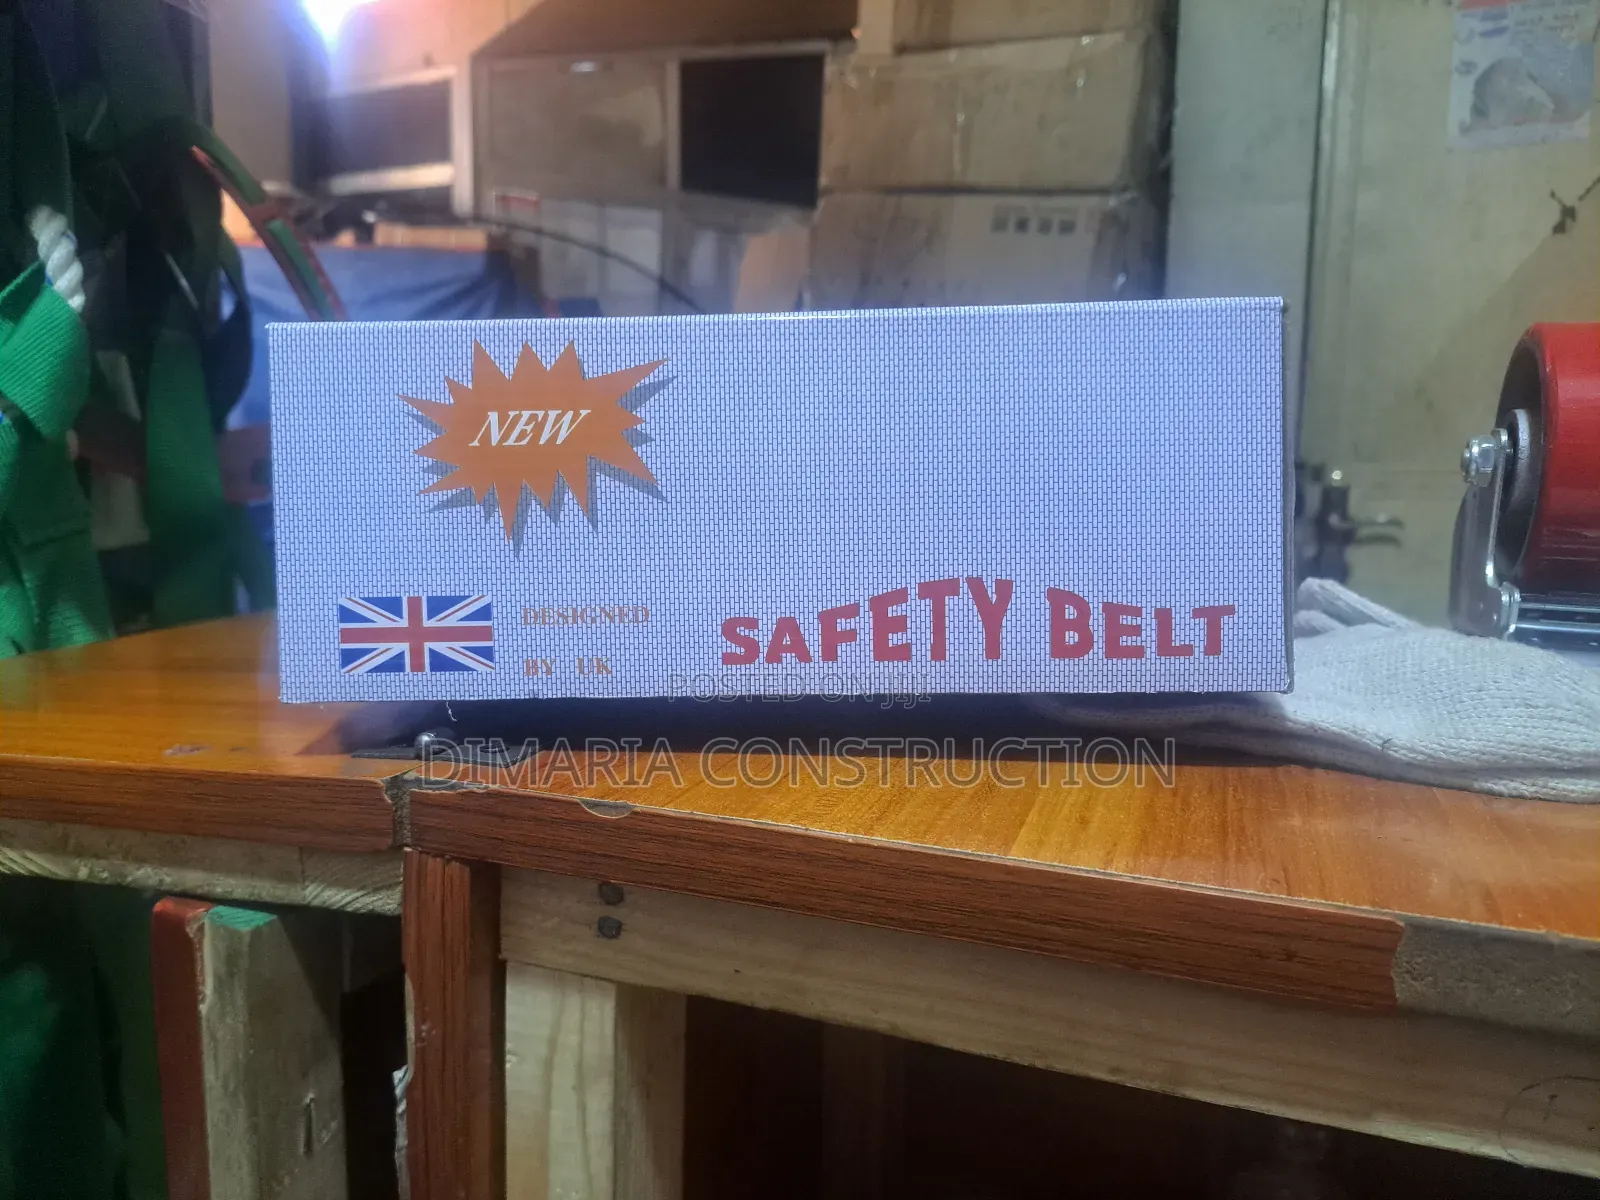 NEW
DESIGNED
BY UK
SAFETY BELT
POSTED ON JIJI
DIMARIA CONSTRUCTION